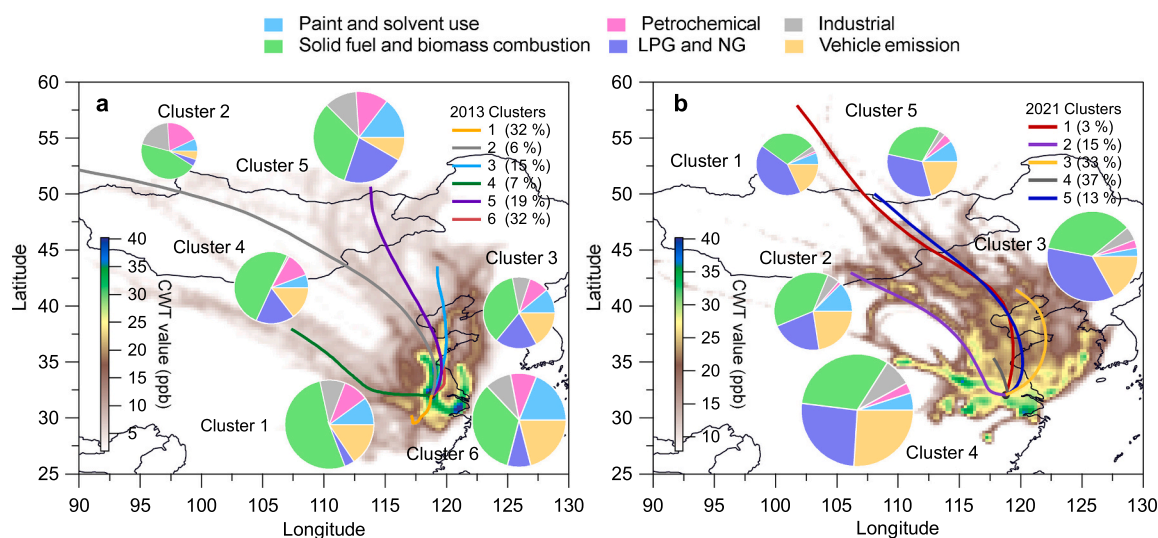 Paint and solvent use Petrochemical Industrial
Solid fuel and biomass combustion LPG and NG Vehicle emission
a
Cluster 2
Cluster 5
Cluster 4
Cluster 3
Cluster 1
Cluster 6
2013 Clusters
1 (32 %)
2 (6 %)
3 (15 %)
4 (7 %)
5 (19 %)
6 (32 %)
60
55
50
45
40
35
30
25
Latitude
40
35
30
25
20
15
10
5
CWT value (ppb)
90 95 100 105 110 115 120 125 130
Longitude
b
Cluster 5
Cluster 1
Cluster 3
Cluster 2
Cluster 4
2021 Clusters
1 (3 %)
2 (15 %)
3 (33 %)
4 (37 %)
5 (13 %)
60
55
50
45
40
35
30
25
Latitude
40
35
30
25
20
15
10
CWT value (ppb)
90 95 100 105 110 115 120 125 130
Longitude